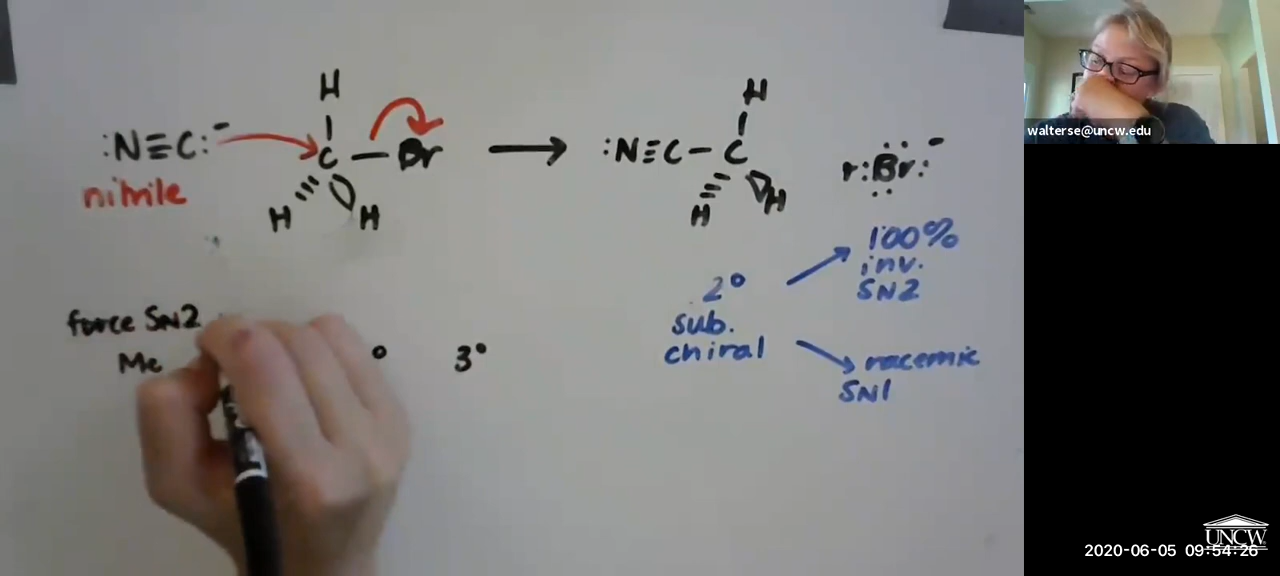 H
:N≡C:⁻ C — Br → :N≡C–C r:Br:⁻
H H H H H
nitrile
100%
inv.
SN2
2°
sub.
chiral
racemic
SN1
force SN2
Me ° 3°
walterse@uncw.edu
UNCW
2020-06-05 09:54:26